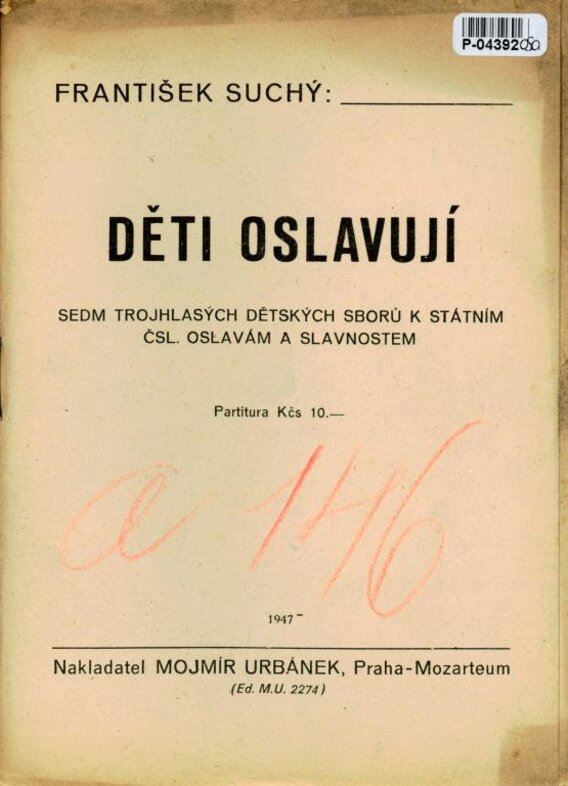 P-04392
FRANTIŠEK SUCHÝ:
DĚTI OSLAVUJÍ
SEDM TROJHLASÝCH DĚTSKÝCH SBORŮ K STÁTNÍM
ČSL. OSLAVÁM A SLAVNOSTEM
Partitura Kčs 10.—
a 146
1947
Nakladatel MOJMÍR URBÁNEK, Praha-Mozarteum
(Ed. M.U. 2274)